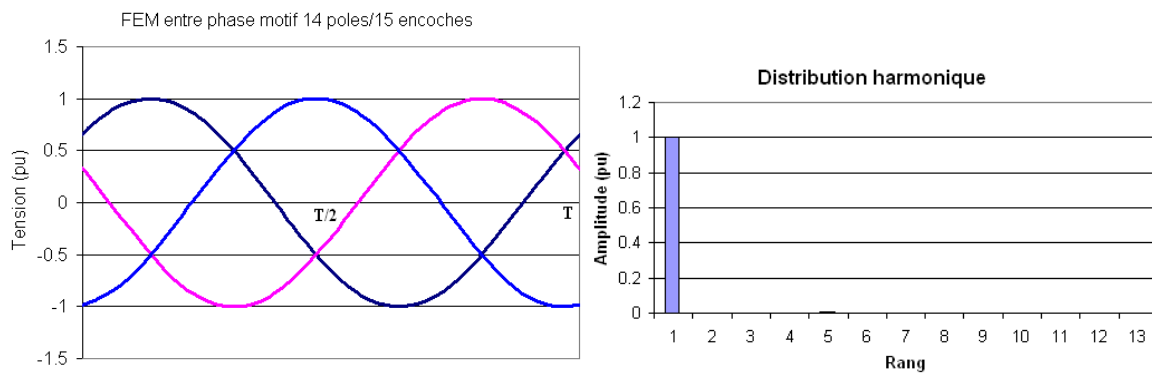 FEM entre phase motif 14 poles/15 encoches
1.5
1
0.5
0
-0.5
-1
-1.5
Tension (pu)
T/2
T
Distribution harmonique
1.2
1
0.8
0.6
0.4
0.2
0
Amplitude (pu)
1 2 3 4 5 6 7 8 9 10 11 12 13
Rang